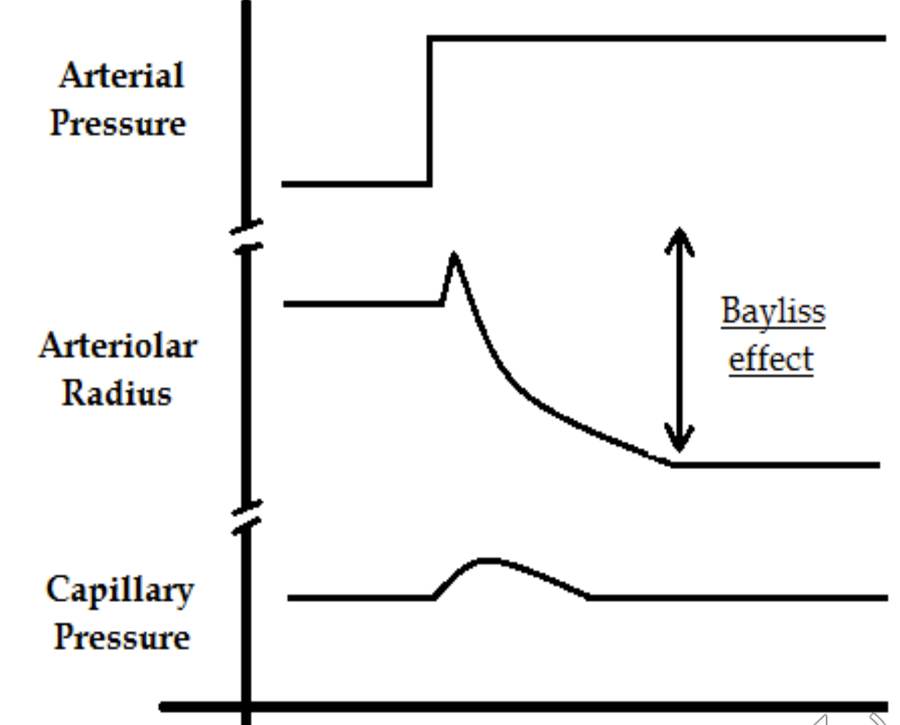 Arterial
Pressure
Bayliss
effect
Arteriolar
Radius
Capillary
Pressure